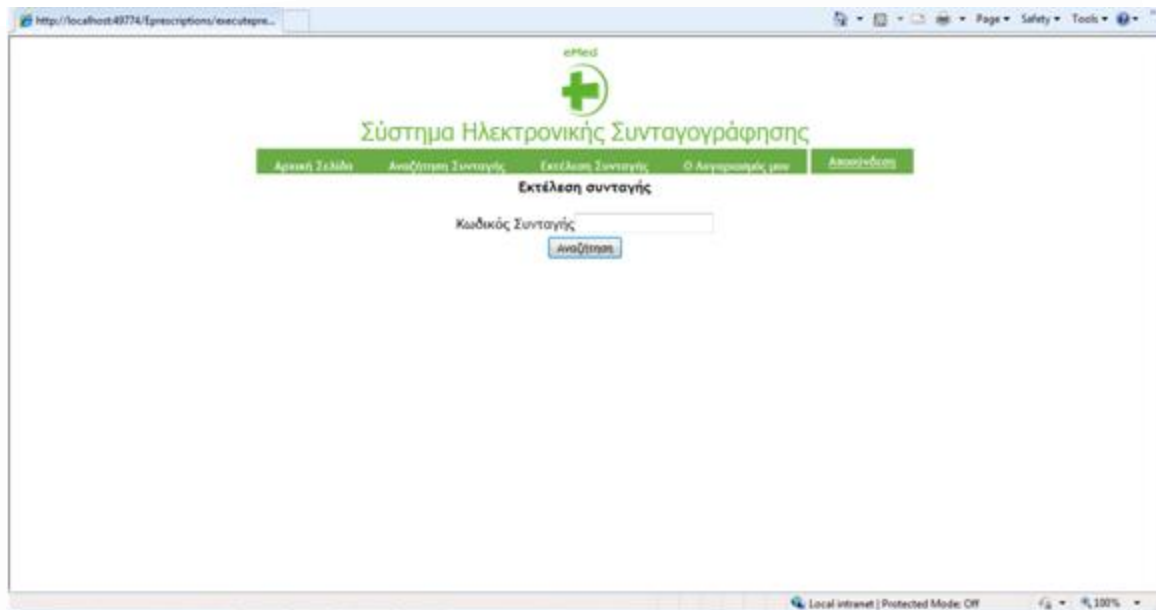 http://localhost:49774/Eprescriptions/executepre...
Page Safety Tools
eMed
Σύστημα Ηλεκτρονικής Συνταγογράφησης
Αρχική Σελίδα Αναζήτηση Συνταγής Εκτέλεση Συνταγής Ο Λογαριασμός μου Αποσύνδεση
Εκτέλεση συνταγής
Κωδικός Συνταγής
Αναζήτηση
Local intranet | Protected Mode: Off 100%